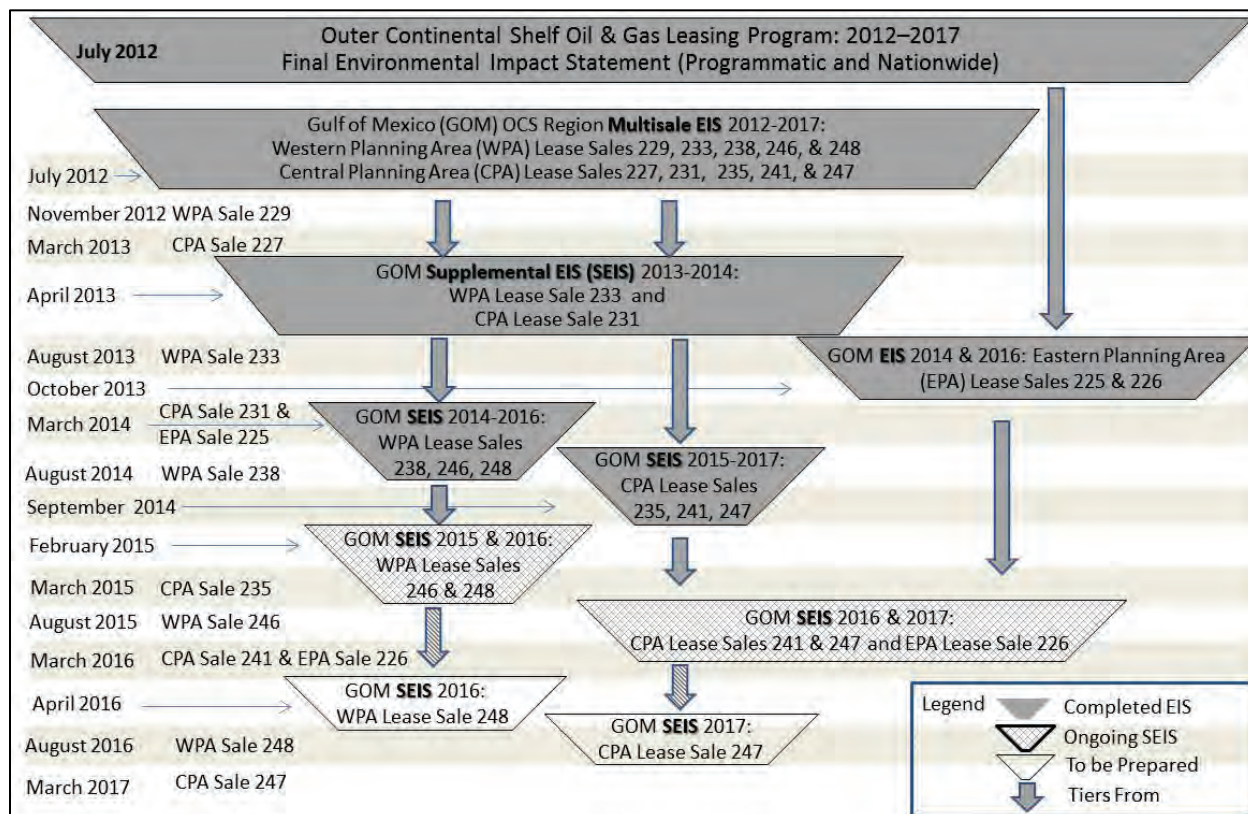 July 2012
Outer Continental Shelf Oil & Gas Leasing Program: 2012–2017
Final Environmental Impact Statement (Programmatic and Nationwide)
Gulf of Mexico (GOM) OCS Region Multisale EIS 2012-2017:
Western Planning Area (WPA) Lease Sales 229, 233, 238, 246, & 248
Central Planning Area (CPA) Lease Sales 227, 231, 235, 241, & 247
July 2012
November 2012 WPA Sale 229
March 2013 CPA Sale 227
GOM Supplemental EIS (SEIS) 2013-2014:
WPA Lease Sale 233 and
CPA Lease Sale 231
April 2013
August 2013 WPA Sale 233
GOM EIS 2014 & 2016: Eastern Planning Area
(EPA) Lease Sales 225 & 226
October 2013
March 2014 CPA Sale 231 &
EPA Sale 225
GOM SEIS 2014-2016:
WPA Lease Sales
238, 246, 248
August 2014 WPA Sale 238
GOM SEIS 2015-2017:
CPA Lease Sales
235, 241, 247
September 2014
February 2015
GOM SEIS 2015 & 2016:
WPA Lease Sales
246 & 248
March 2015 CPA Sale 235
August 2015 WPA Sale 246
GOM SEIS 2016 & 2017:
CPA Lease Sales 241 & 247 and EPA Lease Sale 226
March 2016 CPA Sale 241 & EPA Sale 226
April 2016
GOM SEIS 2016:
WPA Lease Sale 248
GOM SEIS 2017:
CPA Lease Sale 247
August 2016 WPA Sale 248
March 2017 CPA Sale 247
Legend
Completed EIS
Ongoing SEIS
To be Prepared
Tiers From